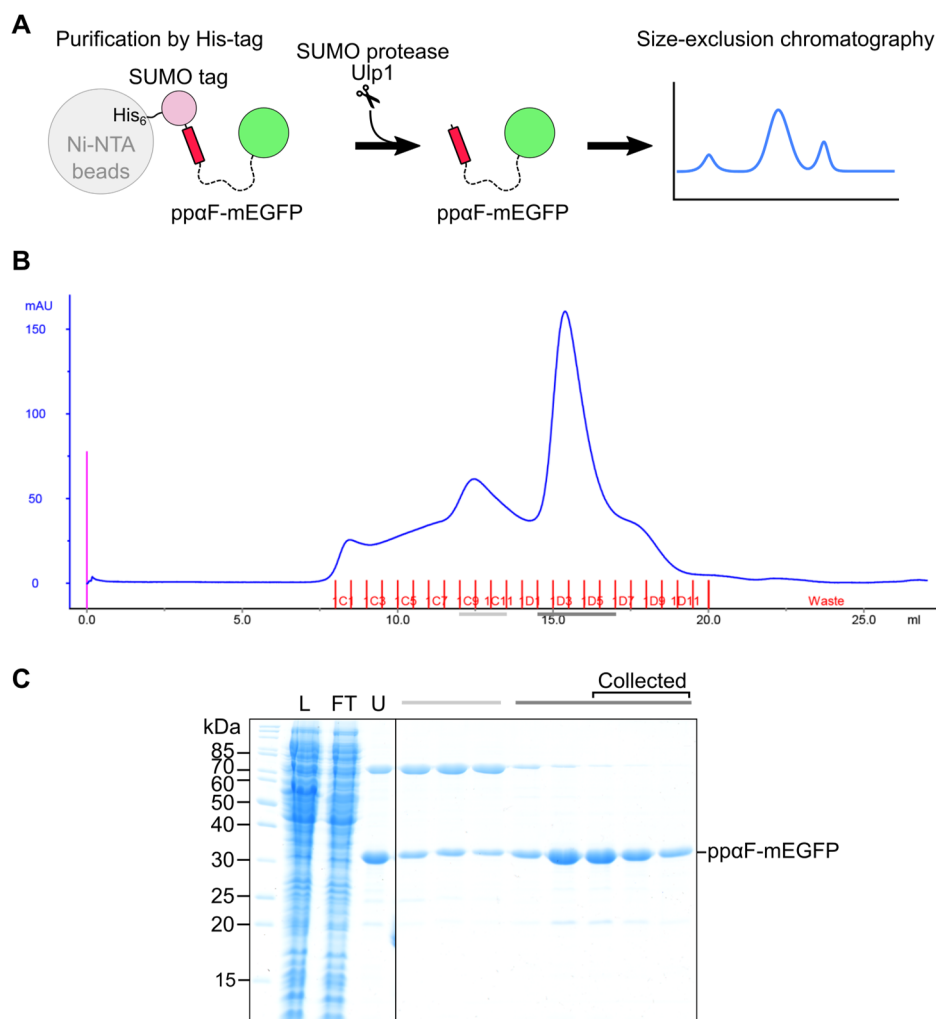 A
Purification by His-tag
SUMO tag
His6
Ni-NTA
beads
ppαF-mEGFP
SUMO protease
Ulp1
ppαF-mEGFP
Size-exclusion chromatography
B
mAU
150
100
50
0
1C1 1C3 1C5 1C7 1C9 1C11 1D1 1D3 1D5 1D7 1D9 1D11 Waste
0.0 5.0 10.0 15.0 20.0 25.0 ml
C
Collected
L FT U
kDa
85
70
60
50
40
30
25
20
15
ppαF-mEGFP